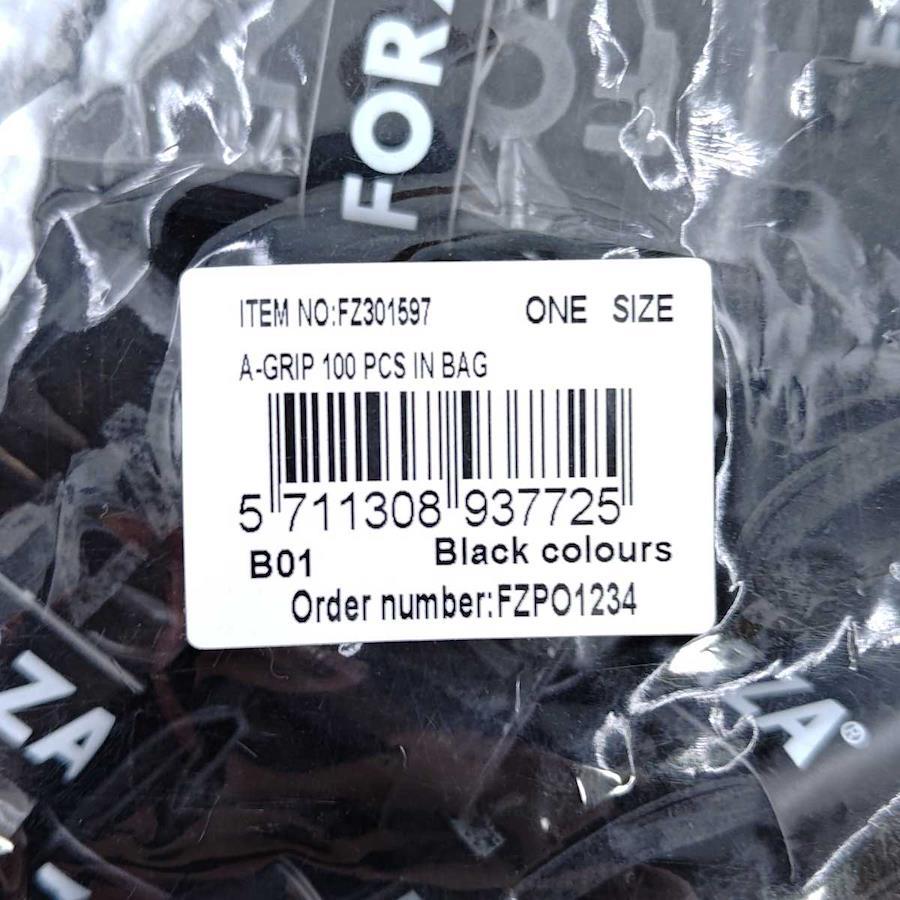 FORZA
ITEM NO:FZ301597 ONE SIZE
A-GRIP 100 PCS IN BAG
5 711308 937725
B01 Black colours
Order number:FZPO1234
ZA
ZA®